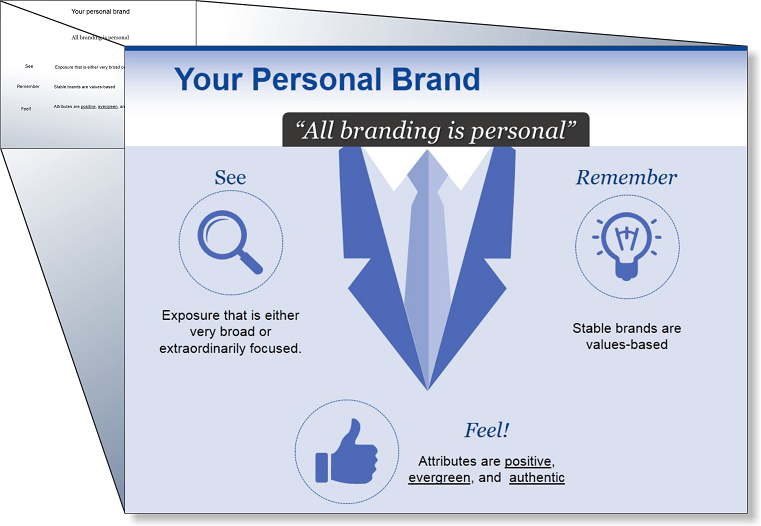 Your personal brand
All branding is personal
See
Exposure that is either very broad or
Remember
Stable brands are values-based
Feel!
Attributes are positive, evergreen, an
Your Personal Brand
“All branding is personal”
See
Exposure that is either
very broad or
extraordinarily focused.
Remember
Stable brands are
values-based
Feel!
Attributes are positive,
evergreen, and authentic